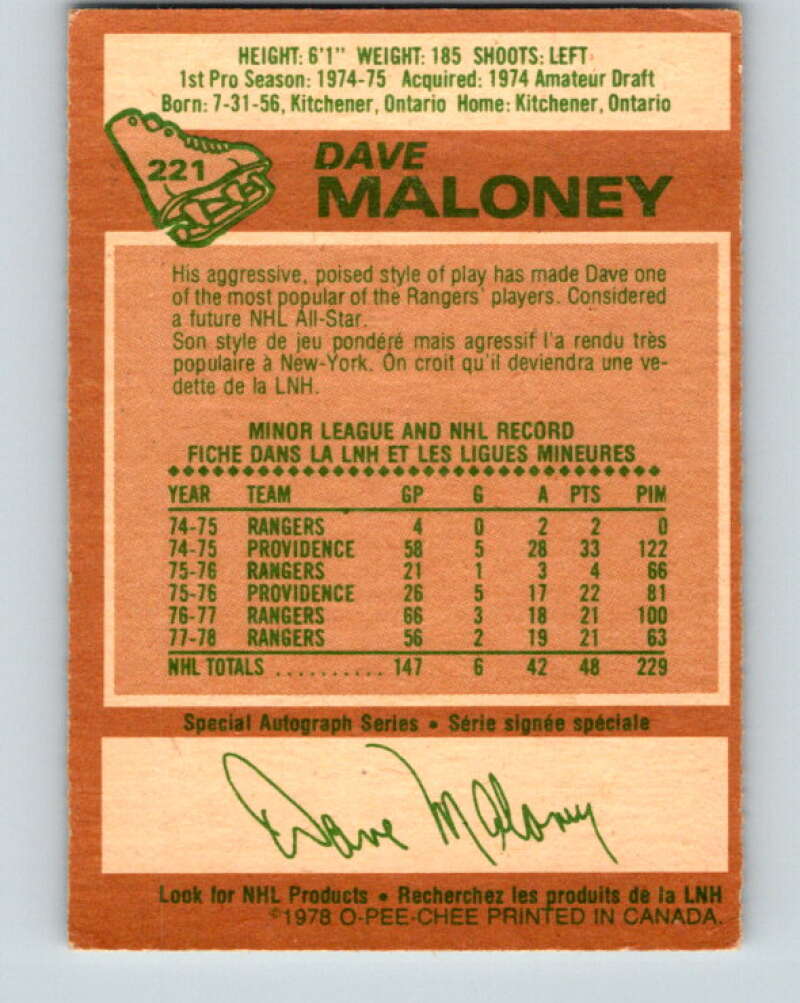 HEIGHT: 6'1" WEIGHT: 185 SHOOTS: LEFT
1st Pro Season: 1974-75 Acquired: 1974 Amateur Draft
Born: 7-31-56, Kitchener, Ontario Home: Kitchener, Ontario
221
DAVE
MALONEY
His aggressive, poised style of play has made Dave one
of the most popular of the Rangers' players. Considered
a future NHL All-Star.
Son style de jeu pondéré mais agressif l'a rendu très
populaire à New-York. On croit qu'il deviendra une ve-
dette de la LNH.
MINOR LEAGUE AND NHL RECORD
FICHE DANS LA LNH ET LES LIGUES MINEURES
YEAR TEAM GP G A PTS PIM
74-75 RANGERS 4 0 2 2 0
74-75 PROVIDENCE 58 5 28 33 122
75-76 RANGERS 21 1 3 4 66
75-76 PROVIDENCE 26 5 17 22 81
76-77 RANGERS 66 3 18 21 100
77-78 RANGERS 56 2 19 21 63
NHL TOTALS .......... 147 6 42 48 229
Special Autograph Series • Série signée spéciale
Dave Maloney
Look for NHL Products • Recherchez les produits de la LNH
©1978 O-PEE-CHEE PRINTED IN CANADA.